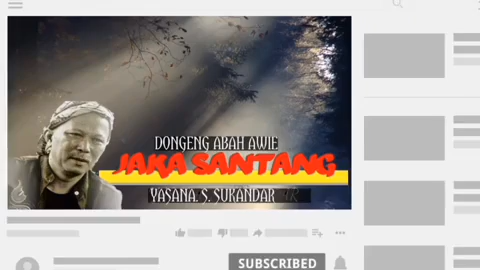 DONGENG ABAH AWIE
JAKA SANTANG
YASANA. S. SUKANDAR
SUBSCRIBED